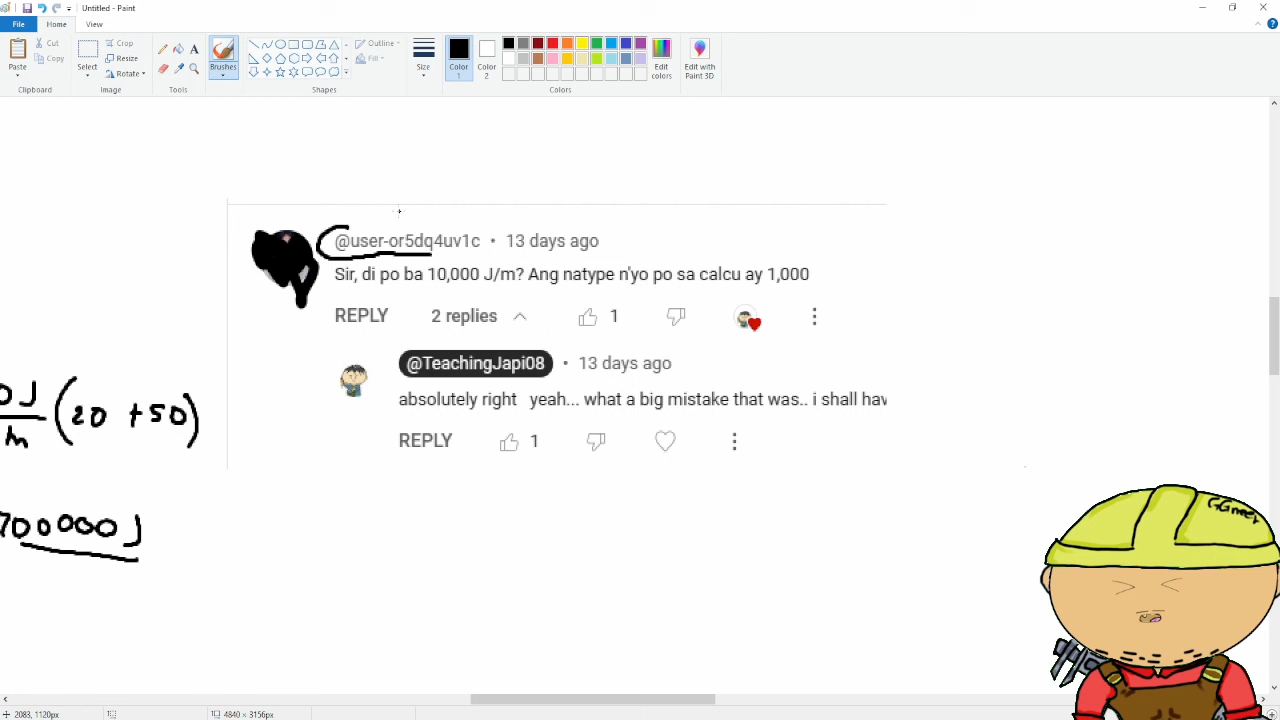 Untitled - Paint
File Home View
Paste
Cut
Copy
Clipboard
Select
Crop
Resize
Rotate
Image
Tools
Brushes
Shapes
Outline
Fill
Size
Color 1
Color 2
Colors
Edit colors
Edit with Paint 3D
@user-or5dq4uv1c • 13 days ago
Sir, di po ba 10,000 J/m? Ang natype n'yo po sa calcu ay 1,000
REPLY 2 replies 1
@TeachingJapi08 • 13 days ago
absolutely right yeah... what a big mistake that was.. i shall hav
REPLY 1
0J
m
(20 +50)
700000J
GGneer
2083, 1120px
4840 × 3156px